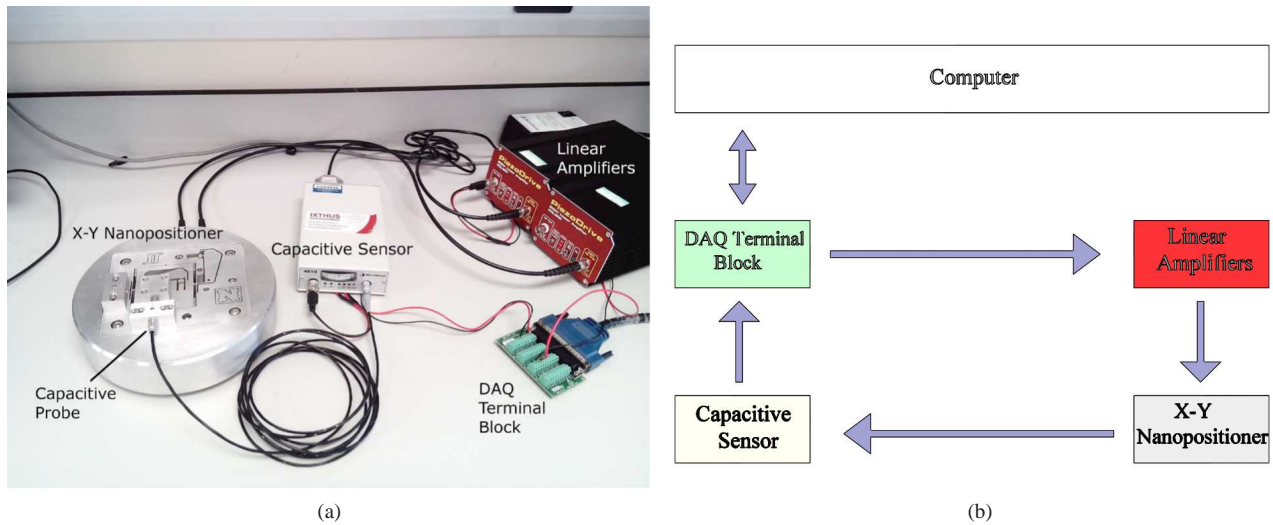 Linear
Amplifiers
PiezoDrive
PiezoDrive
X-Y Nanopositioner
IXTHUS
Capacitive Sensor
4810
Capacitive
Probe
DAQ
Terminal
Block
(a)
Computer
DAQ Terminal
Block
Linear
Amplifiers
Capacitive
Sensor
X-Y
Nanopositioner
(b)